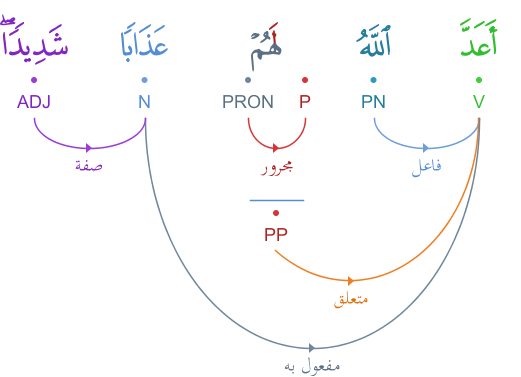 أَعَدَّ ٱللَّهُ لَهُمْ عَذَابًا شَدِيدًاۖ
V PN P PRON N ADJ
فاعل مجرور صفة
PP
متعلق
مفعول به